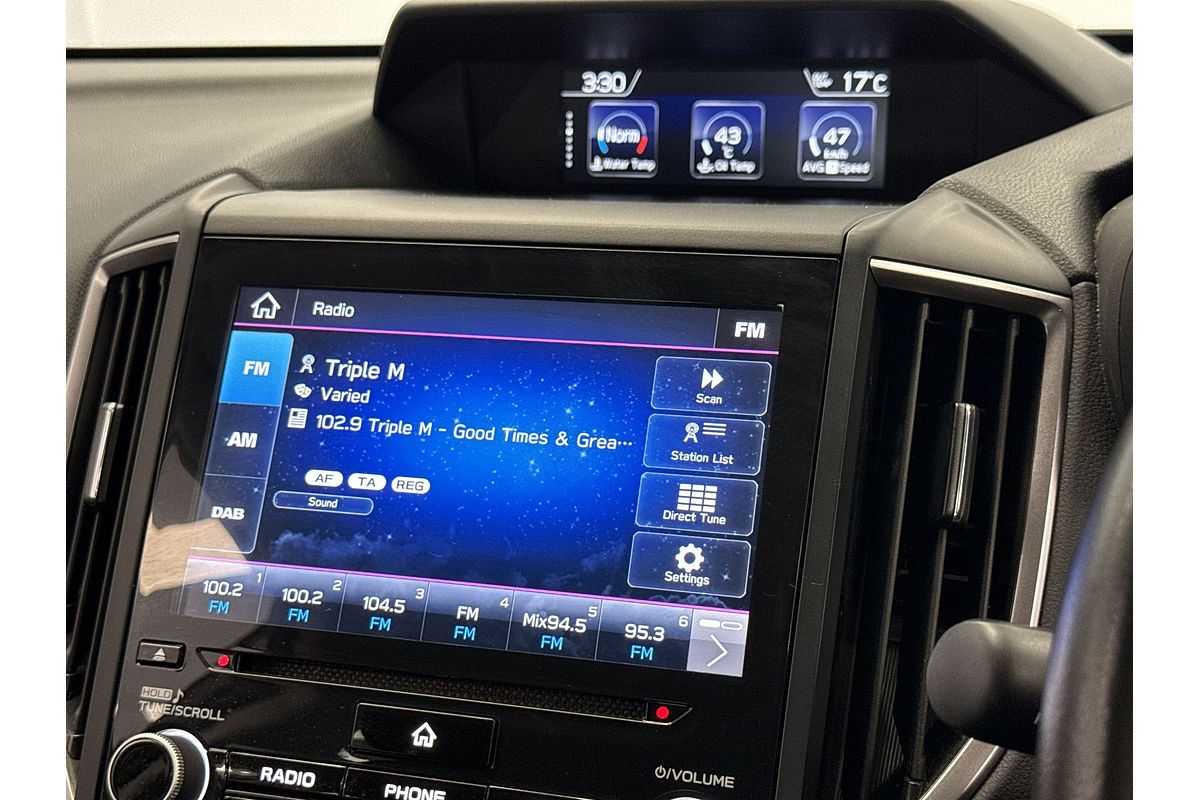 3:30
17°C
Norm
43
°C
47
km/h
Water Temp
Oil Temp
AVG A Speed
Radio
FM
FM
Triple M
Varied
102.9 Triple M - Good Times & Grea...
AM
DAB
AF TA REG
Sound
Scan
Station List
Direct Tune
Settings
100.2 1
FM
100.2 2
FM
104.5 3
FM
FM 4
FM
Mix94.5 5
FM
95.3 6
FM
HOLD
TUNE/SCROLL
RADIO
PHONE
/VOLUME